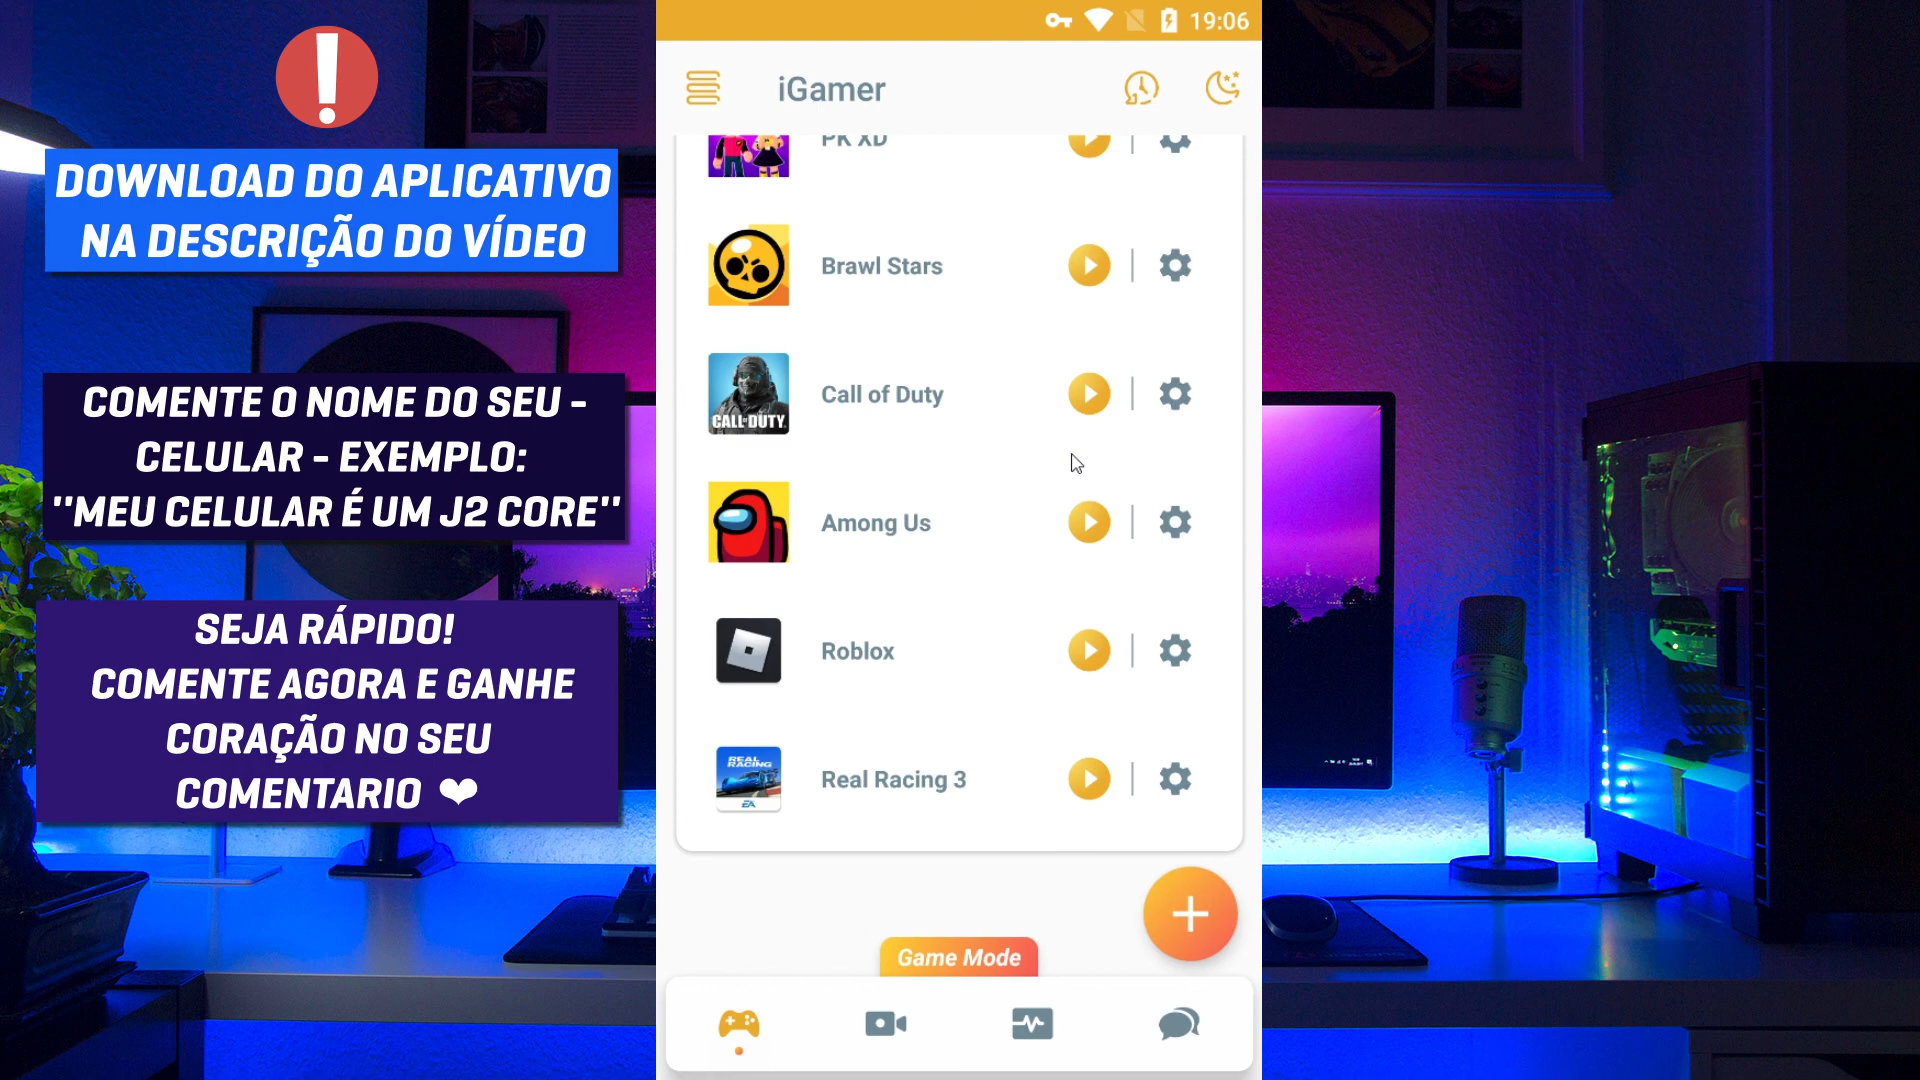 DOWNLOAD DO APLICATIVO
NA DESCRIÇÃO DO VÍDEO
COMENTE O NOME DO SEU -
CELULAR - EXEMPLO:
"MEU CELULAR É UM J2 CORE"
SEJA RÁPIDO!
COMENTE AGORA E GANHE
CORAÇÃO NO SEU
COMENTARIO ❤
19:06
iGamer
PK XD
Brawl Stars
CALL OF DUTY
Call of Duty
Among Us
Roblox
REAL
RACING
EA
Real Racing 3
Game Mode